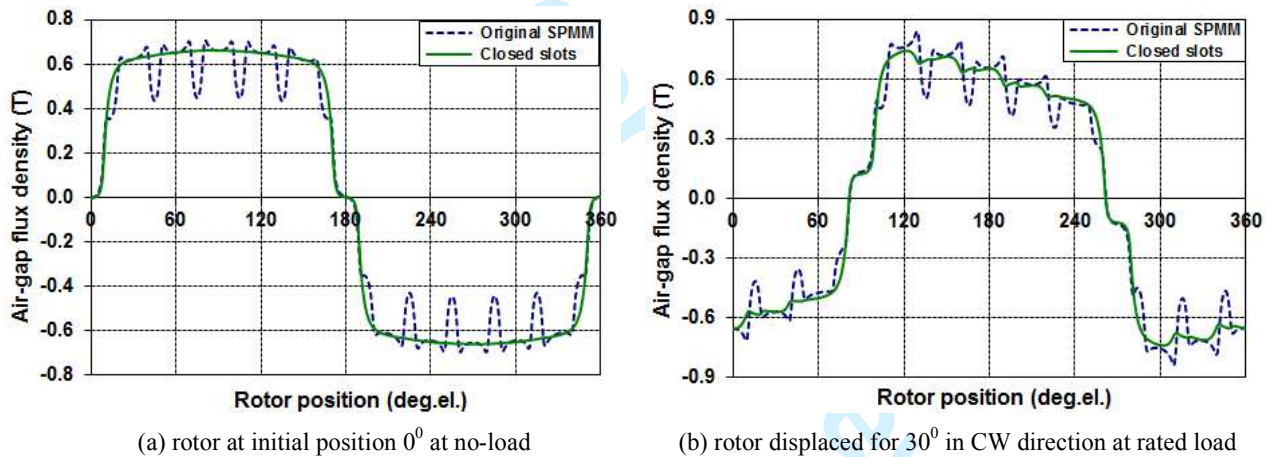 0.8
0.6
0.4
0.2
0.0
-0.2
-0.4
-0.6
-0.8
0 60 120 180 240 300 360
Air-gap flux density (T)
Rotor position (deg.el.)
Original SPMM
Closed slots
(a) rotor at initial position 0⁰ at no-load
0.9
0.6
0.3
0.0
-0.3
-0.6
-0.9
0 60 120 180 240 300 360
Air-gap flux density (T)
Rotor position (deg.el.)
Original SPMM
Closed slots
(b) rotor displaced for 30⁰ in CW direction at rated load